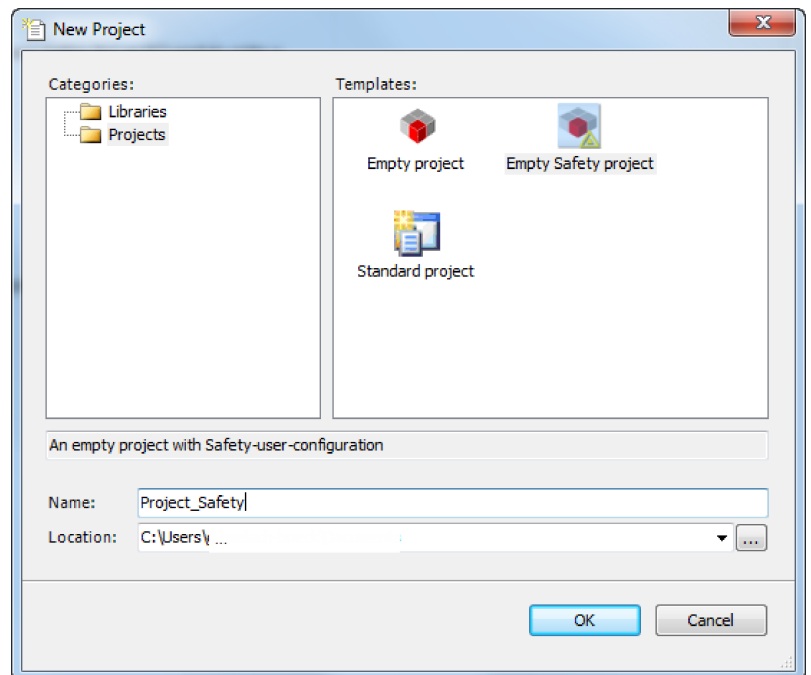 New Project
Categories:
Templates:
Libraries
Projects
Empty project
Empty Safety project
Standard project
An empty project with Safety-user-configuration
Name: Project_Safety
Location: C:\Users\ ... ...
OK Cancel